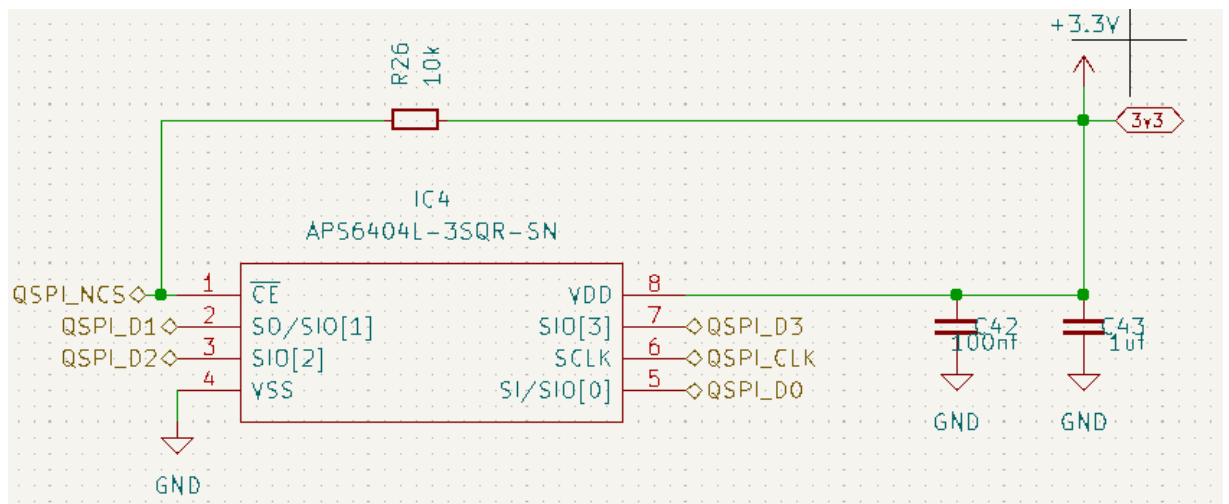 +3.3V
R26
10k
3v3
IC4
APS6404L-3SQR-SN
QSPI_NCS
1
CE
VDD
8
QSPI_D1
2
SO/SIO[1]
SIO[3]
7
QSPI_D3
QSPI_D2
3
SIO[2]
SCLK
6
QSPI_CLK
4
VSS
SI/SIO[0]
5
QSPI_D0
C42
100nf
C43
1uf
GND
GND
GND